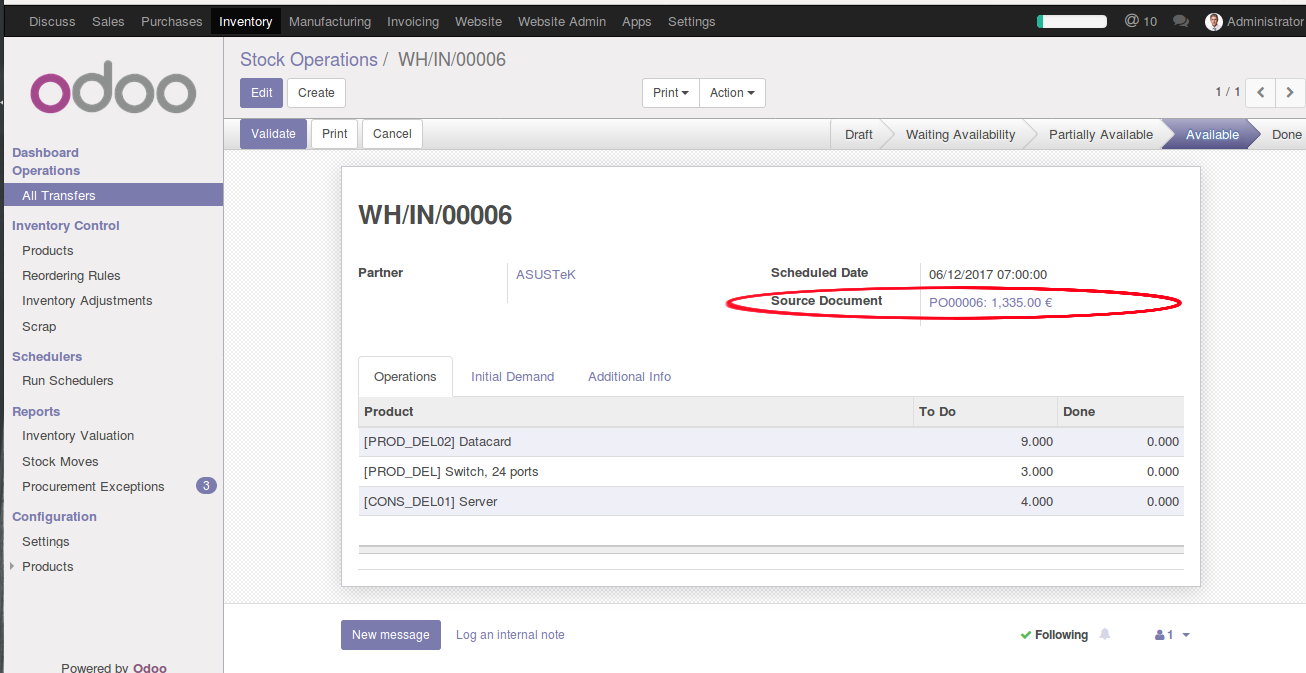 Discuss Sales Purchases Inventory Manufacturing Invoicing Website Website Admin Apps Settings @ 10 Administrator
odoo
Dashboard
Operations
All Transfers
Inventory Control
Products
Reordering Rules
Inventory Adjustments
Scrap
Schedulers
Run Schedulers
Reports
Inventory Valuation
Stock Moves
Procurement Exceptions 3
Configuration
Settings
Products
Powered by Odoo
Stock Operations / WH/IN/00006
Edit Create Print Action 1 / 1
Validate Print Cancel Draft Waiting Availability Partially Available Available Done
WH/IN/00006
Partner ASUSTeK Scheduled Date 06/12/2017 07:00:00
Source Document PO00006: 1,335.00 €
Operations Initial Demand Additional Info
Product To Do Done
[PROD_DEL02] Datacard 9.000 0.000
[PROD_DEL] Switch, 24 ports 3.000 0.000
[CONS_DEL01] Server 4.000 0.000
New message Log an internal note Following 1